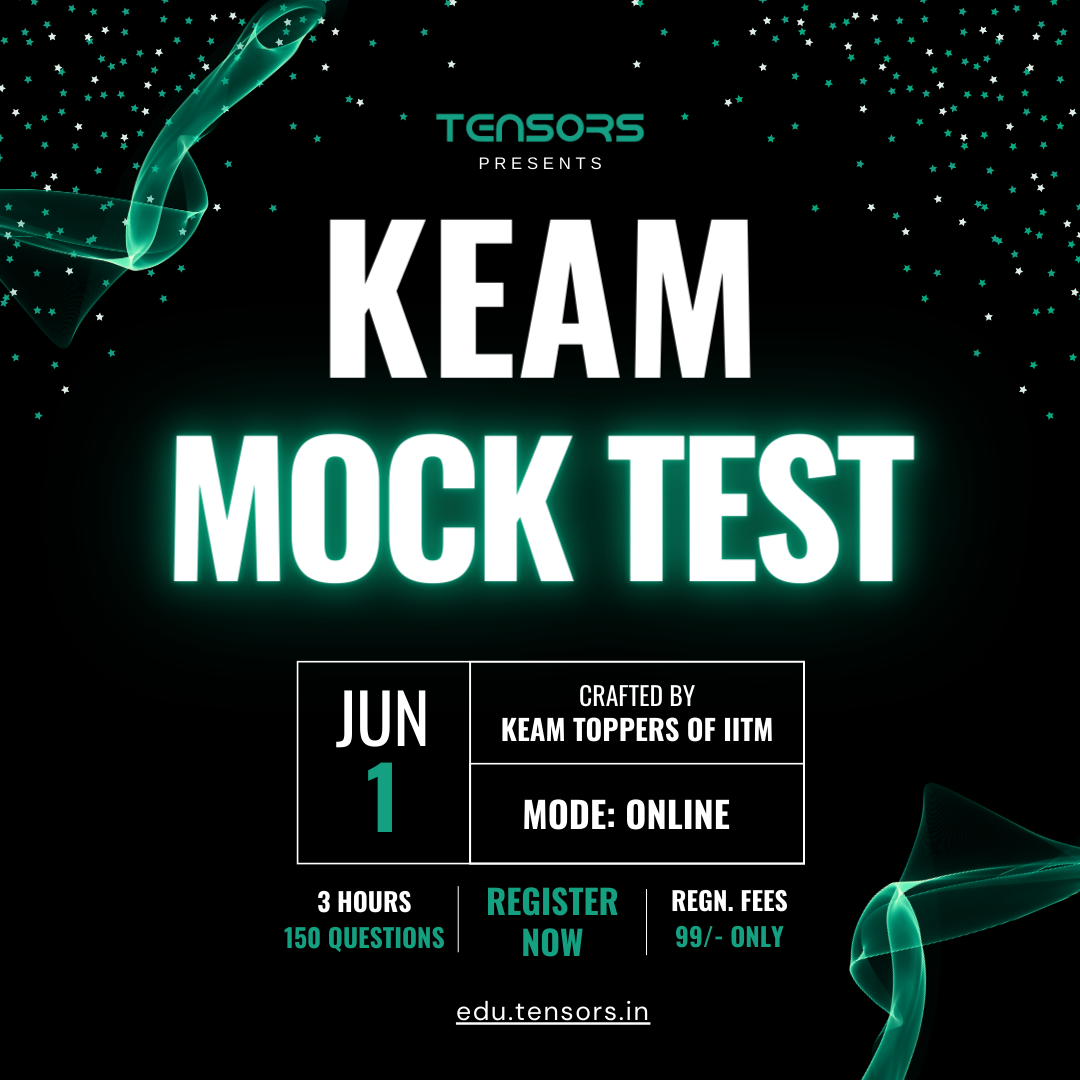 TENSORS
PRESENTS
KEAM
MOCK TEST
JUN
1
CRAFTED BY
KEAM TOPPERS OF IITM
MODE: ONLINE
3 HOURS
150 QUESTIONS
REGISTER
NOW
REGN. FEES
99/- ONLY
edu.tensors.in